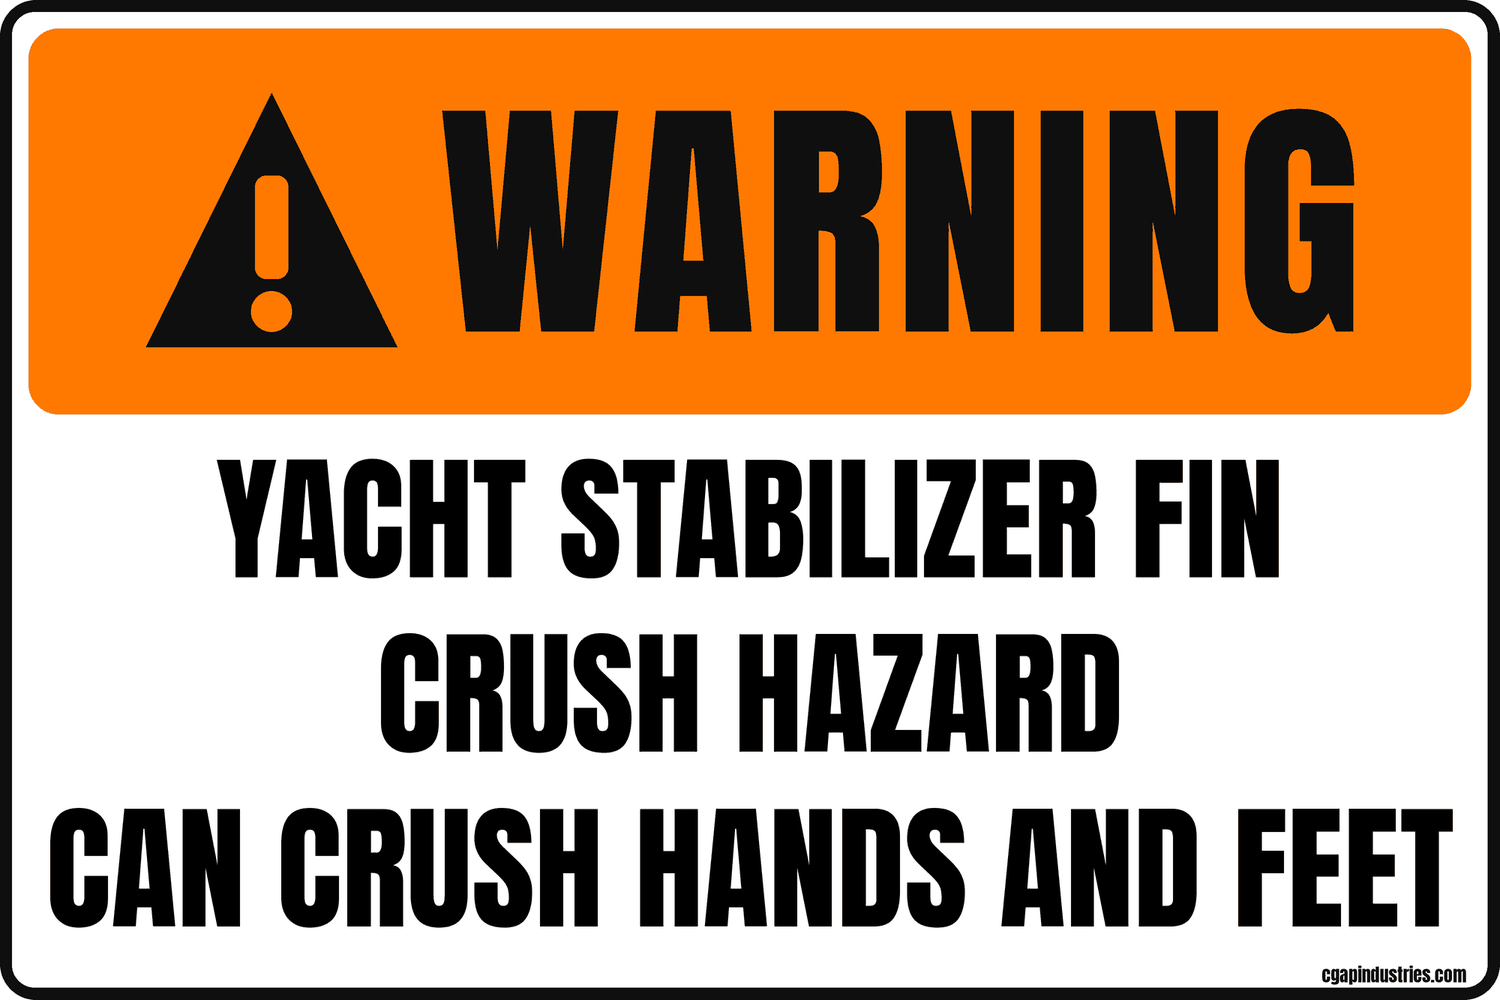 WARNING
YACHT STABILIZER FIN
CRUSH HAZARD
CAN CRUSH HANDS AND FEET
cgapindustries.com